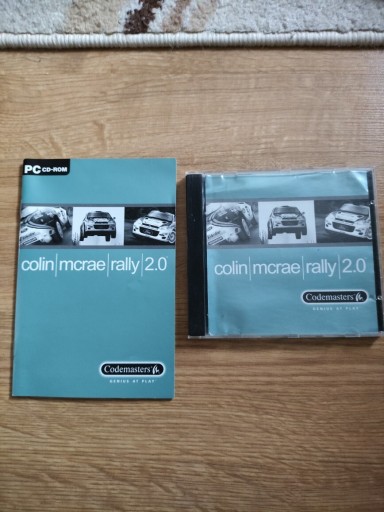 PC CD-ROM
colin|mcrae|rally|2.0
Codemasters
GENIUS AT PLAY
colin|mcrae|rally|2.0
Codemasters
GENIUS AT PLAY